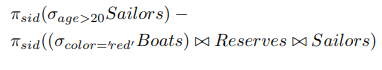 π_sid(σ_age>20 Sailors) −
π_sid((σ_color='red' Boats) ⋈ Reserves ⋈ Sailors)